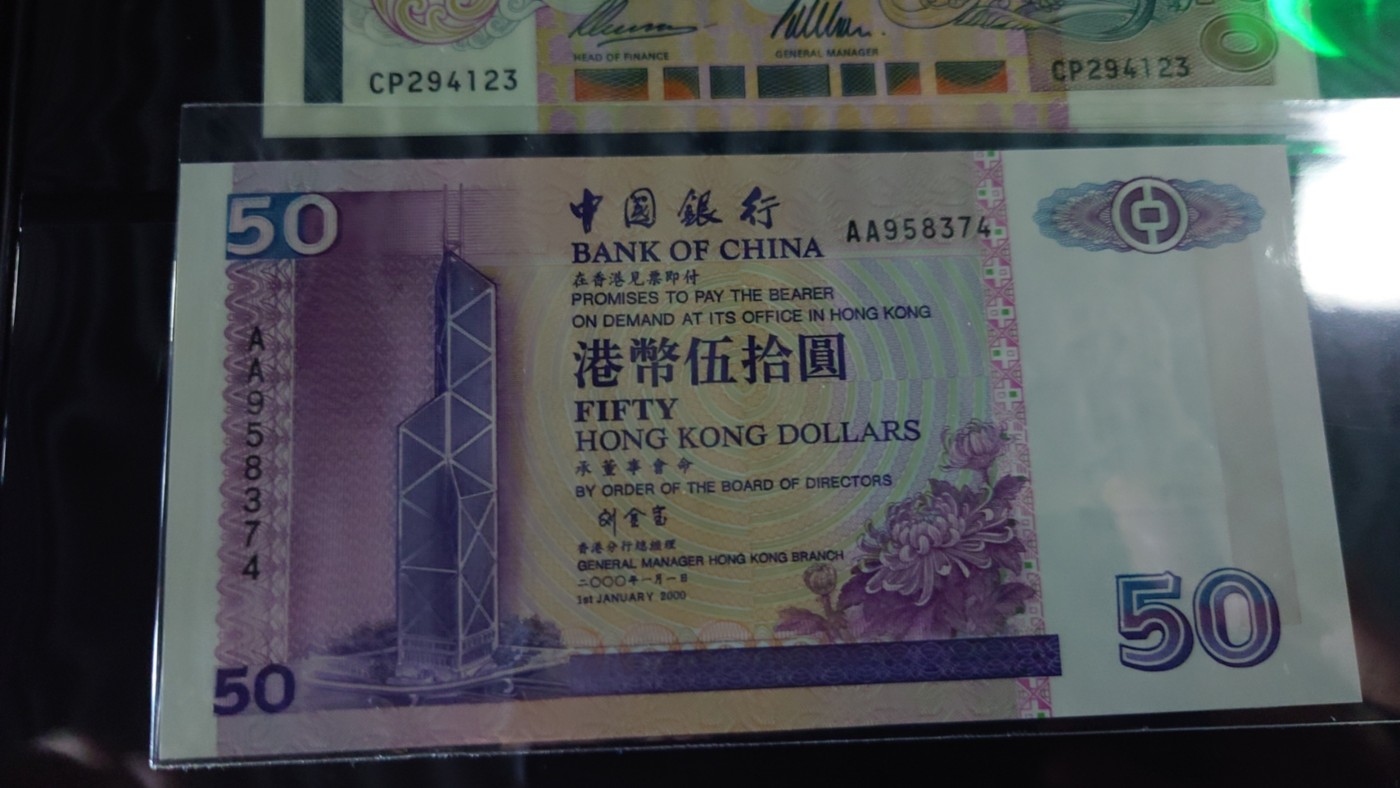 HEAD OF FINANCE
GENERAL MANAGER
CP294123
CP294123
50
中國銀行
AA958374
BANK OF CHINA
在香港見票即付
PROMISES TO PAY THE BEARER
ON DEMAND AT ITS OFFICE IN HONG KONG
港幣伍拾圓
FIFTY
HONG KONG DOLLARS
承董事會命
BY ORDER OF THE BOARD OF DIRECTORS
香港分行總經理
GENERAL MANAGER HONG KONG BRANCH
二〇〇〇年一月一日
1st JANUARY 2000
AA958374
50
50